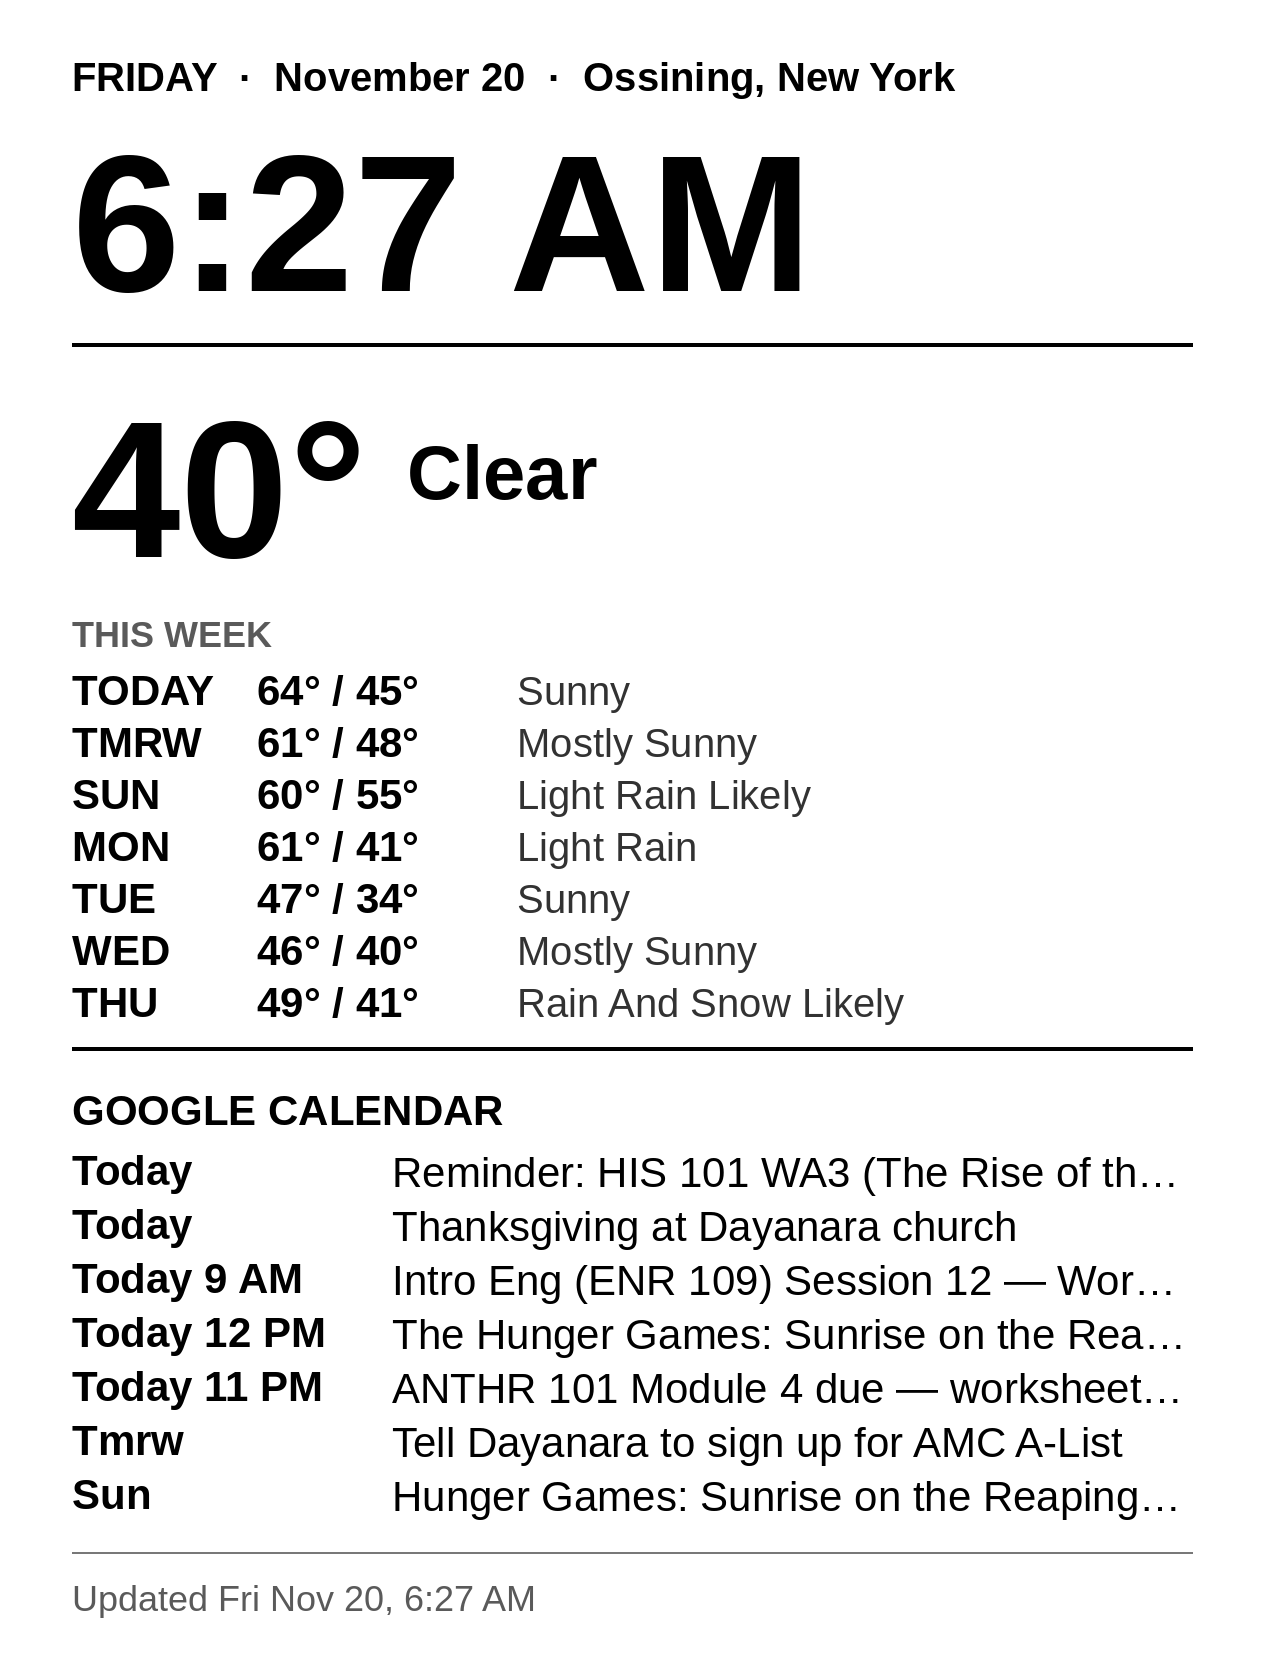 FRIDAY · November 20 · Ossining, New York
6:27 AM
40° Clear
THIS WEEK
TODAY 64° / 45° Sunny
TMRW 61° / 48° Mostly Sunny
SUN 60° / 55° Light Rain Likely
MON 61° / 41° Light Rain
TUE 47° / 34° Sunny
WED 46° / 40° Mostly Sunny
THU 49° / 41° Rain And Snow Likely
GOOGLE CALENDAR
Today Reminder: HIS 101 WA3 (The Rise of th…
Today Thanksgiving at Dayanara church
Today 9 AM Intro Eng (ENR 109) Session 12 — Wor…
Today 12 PM The Hunger Games: Sunrise on the Rea…
Today 11 PM ANTHR 101 Module 4 due — worksheet…
Tmrw Tell Dayanara to sign up for AMC A-List
Sun Hunger Games: Sunrise on the Reaping…
Updated Fri Nov 20, 6:27 AM